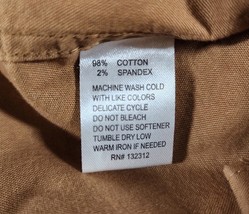 98% COTTON
2% SPANDEX
MACHINE WASH COLD
WITH LIKE COLORS
DELICATE CYCLE
DO NOT BLEACH
DO NOT USE SOFTENER
TUMBLE DRY LOW
WARM IRON IF NEEDED
RN# 132312